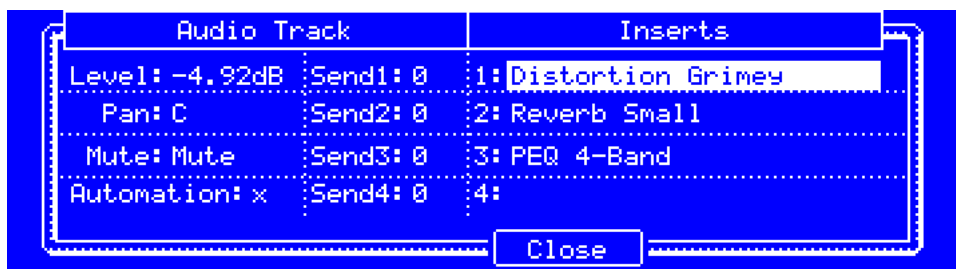 Audio Track Inserts
Level: -4.92dB Send1: 0 1: Distortion Grimey
Pan: C Send2: 0 2: Reverb Small
Mute: Mute Send3: 0 3: PEQ 4-Band
Automation: x Send4: 0 4:
Close